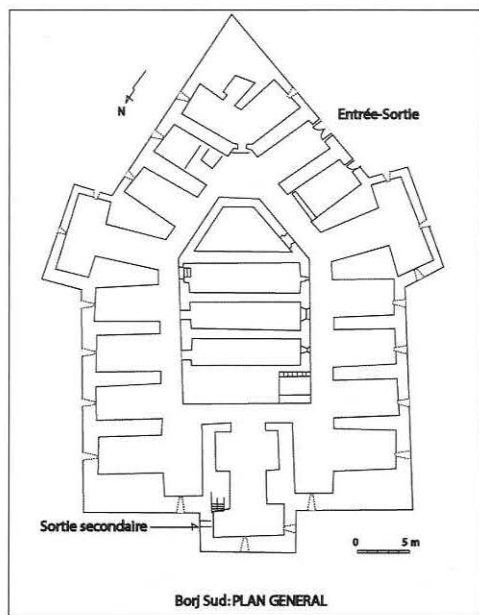 Entrée-Sortie
N
Sortie secondaire
0 5 m
Borj Sud: PLAN GENERAL